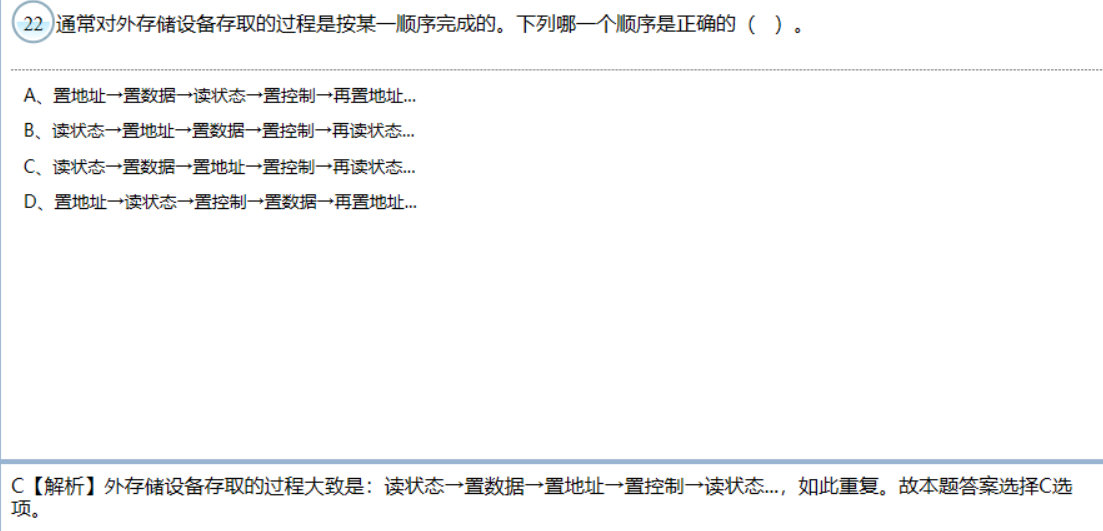 22 通常对外存储设备存取的过程是按某一顺序完成的。下列哪一个顺序是正确的（ ）。
A、置地址→置数据→读状态→置控制→再置地址...
B、读状态→置地址→置数据→置控制→再读状态...
C、读状态→置数据→置地址→置控制→再读状态...
D、置地址→读状态→置控制→置数据→再置地址...
C【解析】外存储设备存取的过程大致是：读状态→置数据→置地址→置控制→读状态...，如此重复。故本题答案选择C选
项。